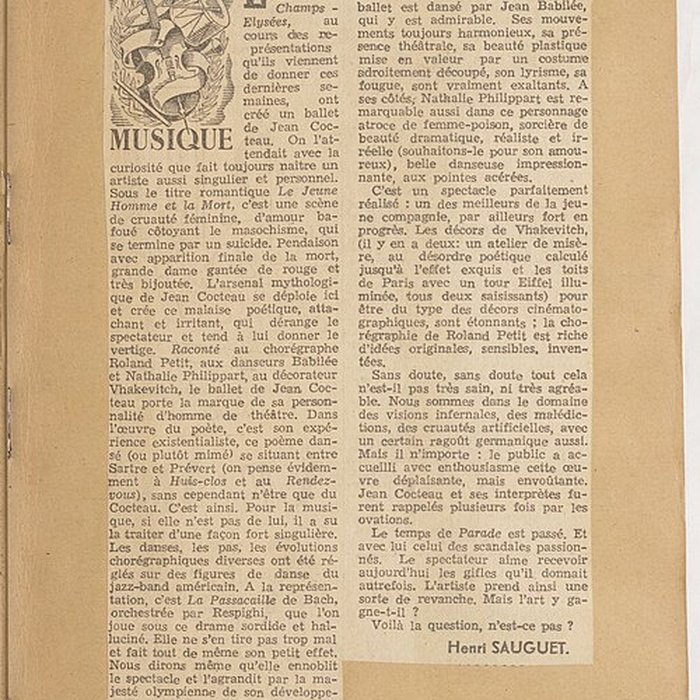 Champs -
Elysées, au
cours des re-
présentations
qu'ils viennent
de donner ces
dernières se-
maines, ont
créé un ballet
de Jean Coc-
teau. On l'at-
tendait avec la
MUSIQUE
curiosité que fait toujours naître un
artiste aussi singulier et personnel.
Sous le titre romantique Le Jeune
Homme et la Mort, c'est une scène
de cruauté féminine, d'amour ba-
foué côtoyant le masochisme, qui
se termine par un suicide. Pendaison
avec apparition finale de la mort,
grande dame gantée de rouge et
très bijoutée. L'arsenal mythologi-
que de Jean Cocteau se déploie ici
et crée ce malaise poétique, atta-
chant et irritant, qui dérange le
spectateur et tend à lui donner le
vertige. Raconté au chorégraphe
Roland Petit, aux danseurs Babilée
et Nathalie Philippart, au décorateur
Vhakevitch, le ballet de Jean Coc-
teau porte la marque de sa person-
nalité d'homme de théâtre. Dans
l'œuvre du poète, c'est son expé-
rience existentialiste, ce poème dan-
sé (ou plutôt mimé) se situant entre
Sartre et Prévert (on pense évidem-
ment à Huis-clos et au Rendez-
vous), sans cependant n'être que du
Cocteau. C'est ainsi. Pour la musi-
que, si elle n'est pas de lui, il a su
la traiter d'une façon fort singulière.
Les danses, les pas, les évolutions
chorégraphiques diverses ont été ré-
glés sur des figures de danse du
jazz-band américain. A la représen-
tation, c'est La Passacaille de Bach,
orchestrée par Respighi, que l'on
joue sous ce drame sordide et hal-
luciné. Elle ne s'en tire pas trop mal
et fait tout de même son petit effet.
Nous dirons même qu'elle ennoblit
le spectacle et l'agrandit par la ma-
jesté olympienne de son développe-
ballet est dansé par Jean Babilée,
qui y est admirable. Ses mouve-
ments toujours harmonieux, sa pré-
sence théâtrale, sa beauté plastique
mise en valeur par un costume
adroitement découpé, son lyrisme, sa
fougue, sont vraiment exaltants. A
ses côtés, Nathalie Philippart est re-
marquable aussi dans ce personnage
atroce de femme-poison, sorcière de
beauté dramatique, réaliste et ir-
réelle (souhaitons-le pour son amou-
reux), belle danseuse impression-
nante, aux pointes acérées.
C'est un spectacle parfaitement
réalisé : un des meilleurs de la jeu-
ne compagnie, par ailleurs fort en
progrès. Les décors de Vhakevitch,
(il y en a deux: un atelier de misè-
re, au désordre poétique calculé
jusqu'à l'effet exquis et les toits
de Paris avec un tour Eiffel illu-
minée, tous deux saisissants) pour
être du type des décors cinémato-
graphiques, sont étonnants ; la cho-
régraphie de Roland Petit est riche
d'idées originales, sensibles, inven-
tées.
Sans doute, sans doute tout cela
n'est-il pas très sain, ni très agréa-
ble. Nous sommes dans le domaine
des visions infernales, des malédic-
tions, des cruautés artificielles, avec
un certain ragoût germanique aussi.
Mais il n'importe : le public a ac-
cueilli avec enthousiasme cette œu-
vre déplaisante, mais envoûtante.
Jean Cocteau et ses interprètes fu-
rent rappelés plusieurs fois par les
ovations.
Le temps de Parade est passé. Et
avec lui celui des scandales passion-
nés. Le spectateur aime recevoir
aujourd'hui les gifles qu'il donnait
autrefois. L'artiste prend ainsi une
sorte de revanche. Mais l'art y ga-
gne-t-il ?
Voilà la question, n'est-ce pas ?
Henri SAUGUET.